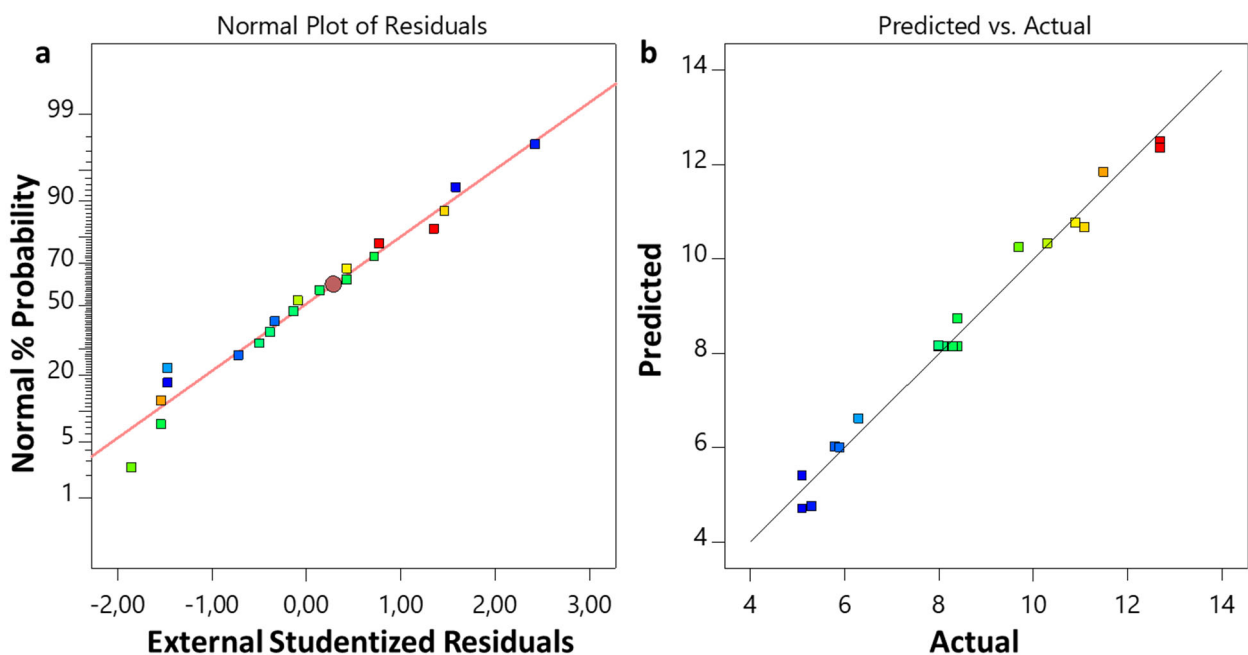 Normal Plot of Residuals
a
Normal % Probability
99
90
70
50
20
5
1
-2,00 -1,00 0,00 1,00 2,00 3,00
External Studentized Residuals
Predicted vs. Actual
b
Predicted
14
12
10
8
6
4
4 6 8 10 12 14
Actual